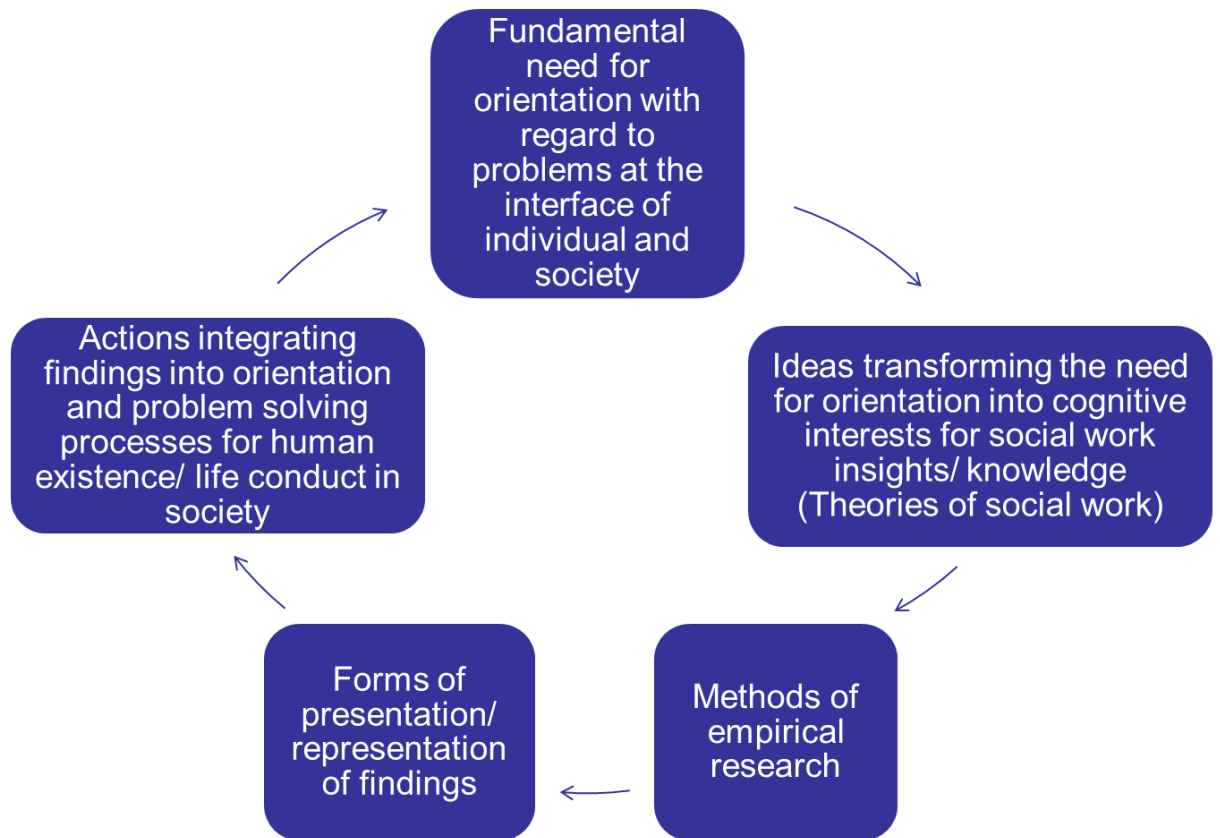 Fundamental
need for
orientation with
regard to
problems at the
interface of
individual and
society
Ideas transforming the need
for orientation into cognitive
interests for social work
insights/ knowledge
(Theories of social work)
Methods of
empirical
research
Forms of
presentation/
representation
of findings
Actions integrating
findings into orientation
and problem solving
processes for human
existence/ life conduct in
society